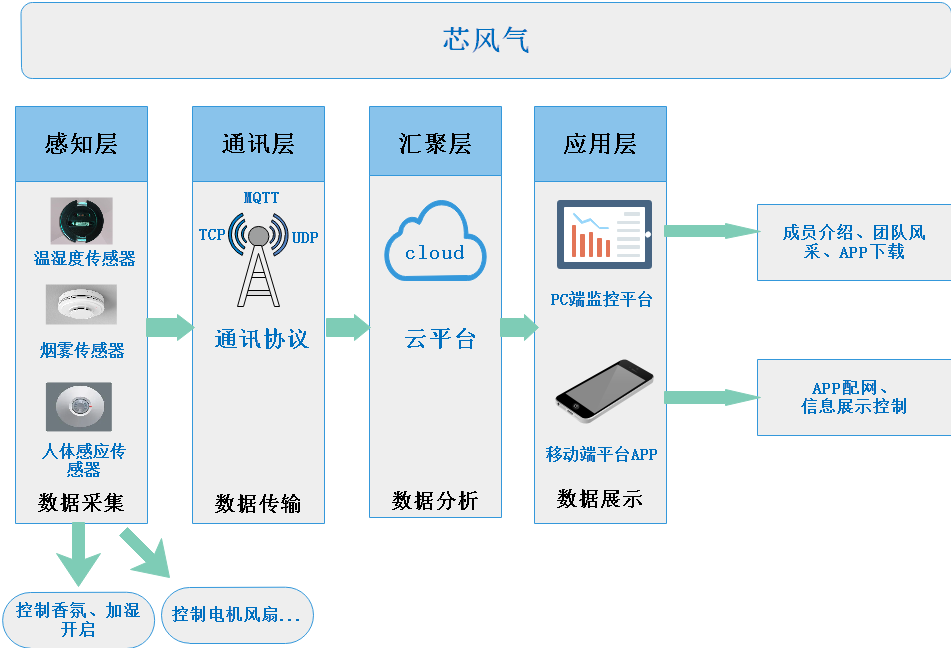 芯风气
感知层
温湿度传感器
烟雾传感器
人体感应传
感器
数据采集
通讯层
MQTT
TCP
UDP
通讯协议
数据传输
汇聚层
cloud
云平台
数据分析
应用层
PC端监控平台
移动端平台APP
数据展示
成员介绍、团队风
采、APP下载
APP配网、
信息展示控制
控制香氛、加湿
开启
控制电机风扇...